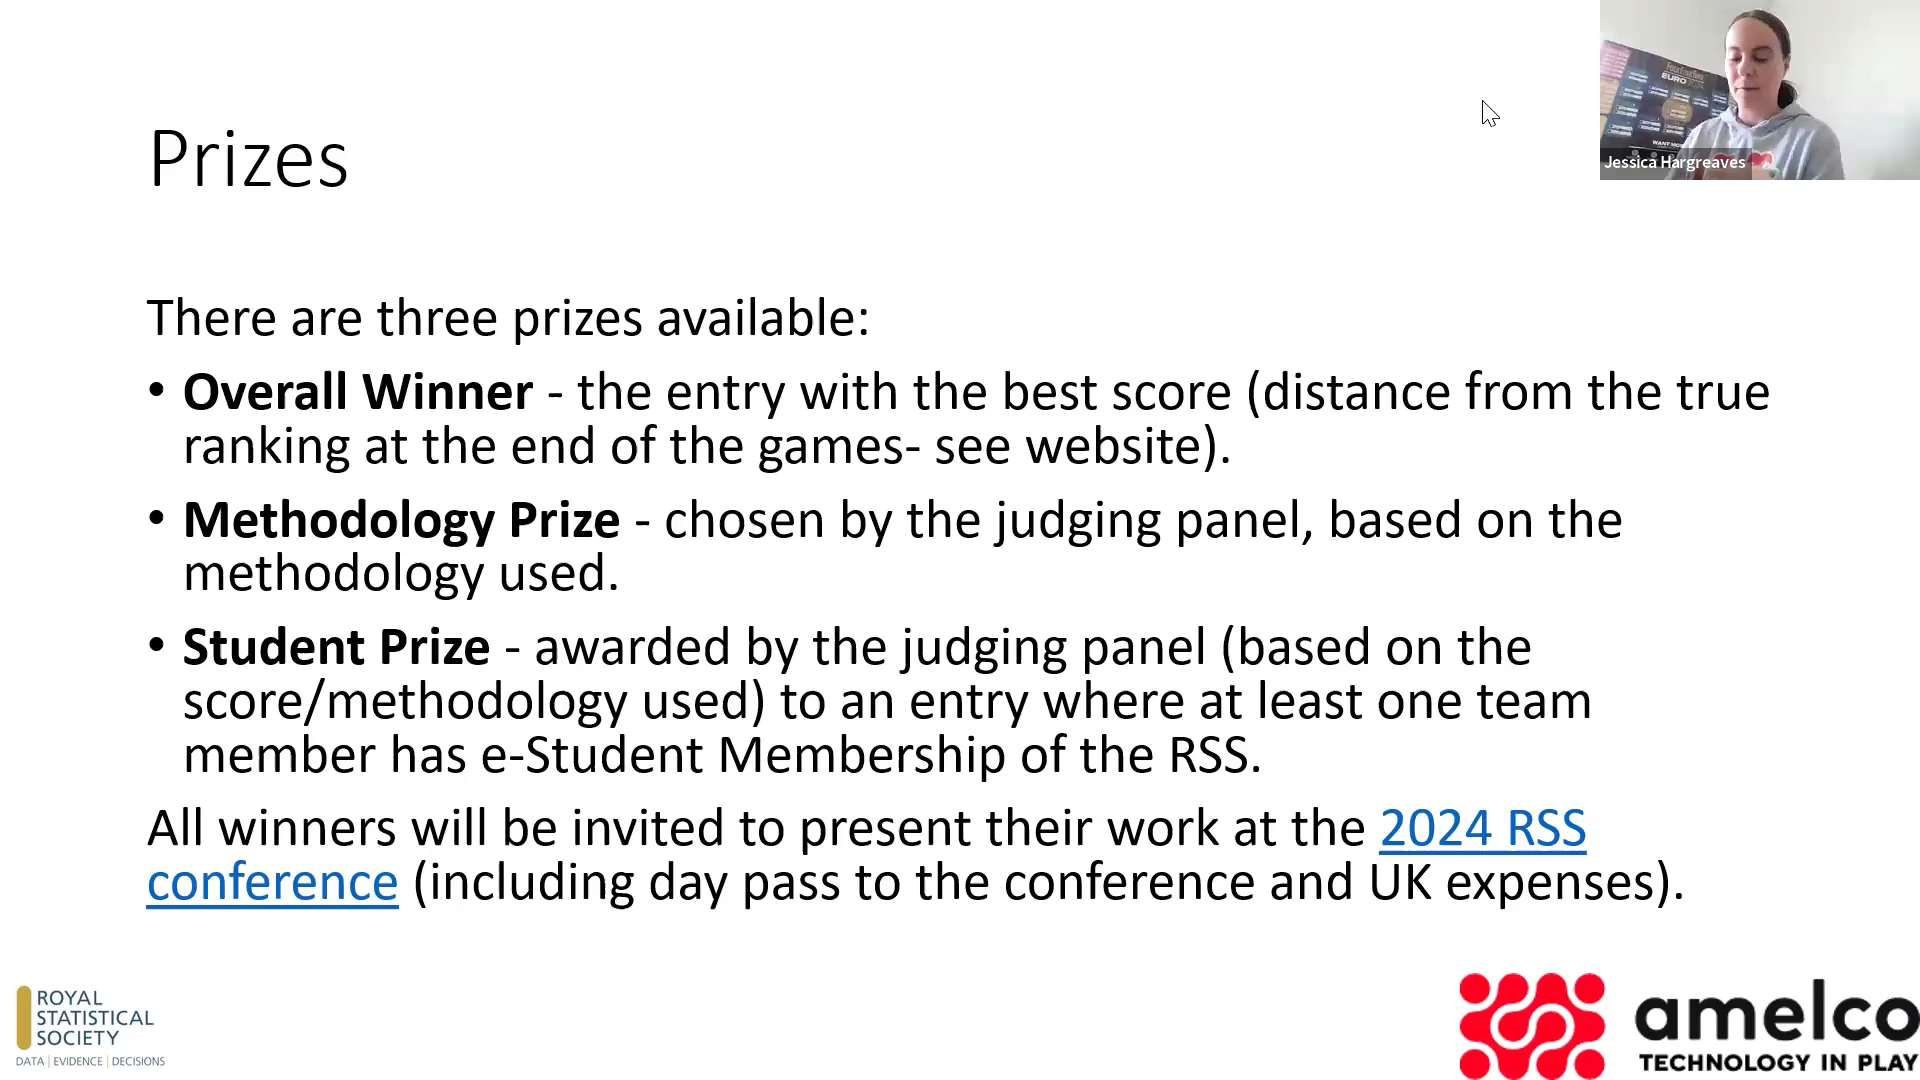 Prizes
EURO
WANT MO
Jessica Hargreaves
There are three prizes available:
• Overall Winner - the entry with the best score (distance from the true
ranking at the end of the games- see website).
• Methodology Prize - chosen by the judging panel, based on the
methodology used.
• Student Prize - awarded by the judging panel (based on the
score/methodology used) to an entry where at least one team
member has e-Student Membership of the RSS.
All winners will be invited to present their work at the 2024 RSS
conference (including day pass to the conference and UK expenses).
ROYAL
STATISTICAL
SOCIETY
DATA | EVIDENCE | DECISIONS
amelco
TECHNOLOGY IN PLAY